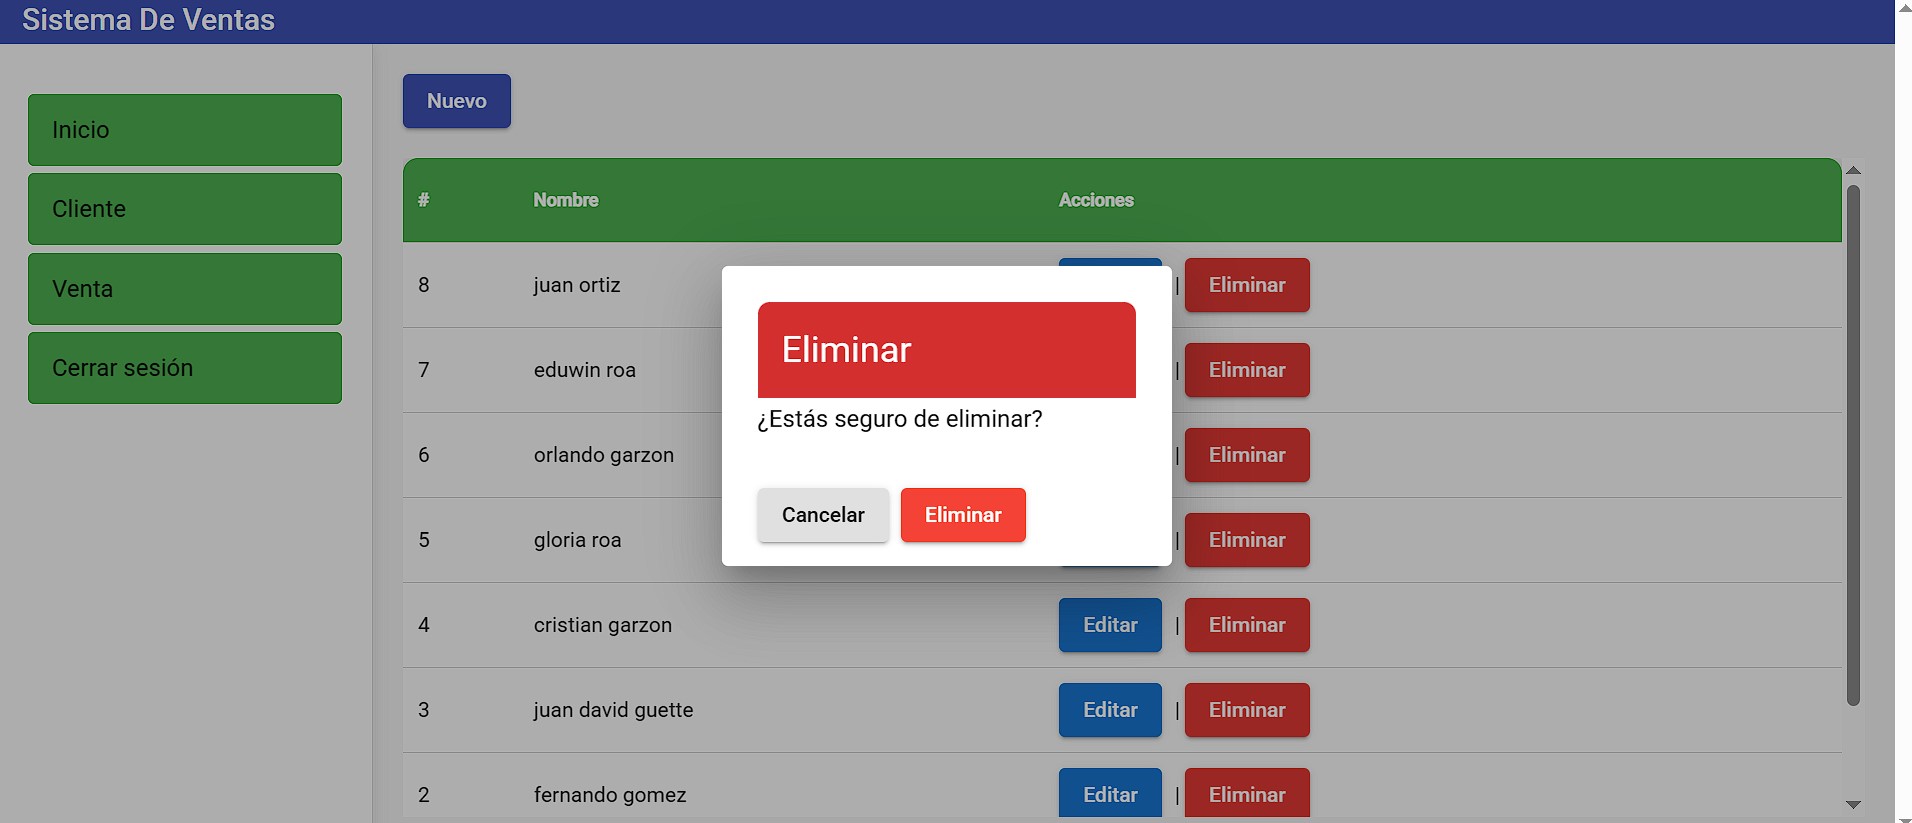 Sistema De Ventas
Inicio
Cliente
Venta
Cerrar sesión
Nuevo
# Nombre Acciones
8 juan ortiz | Eliminar
7 eduwin roa | Eliminar
6 orlando garzon | Eliminar
5 gloria roa | Eliminar
4 cristian garzon Editar | Eliminar
3 juan david guette Editar | Eliminar
2 fernando gomez Editar | Eliminar
Eliminar
¿Estás seguro de eliminar?
Cancelar Eliminar